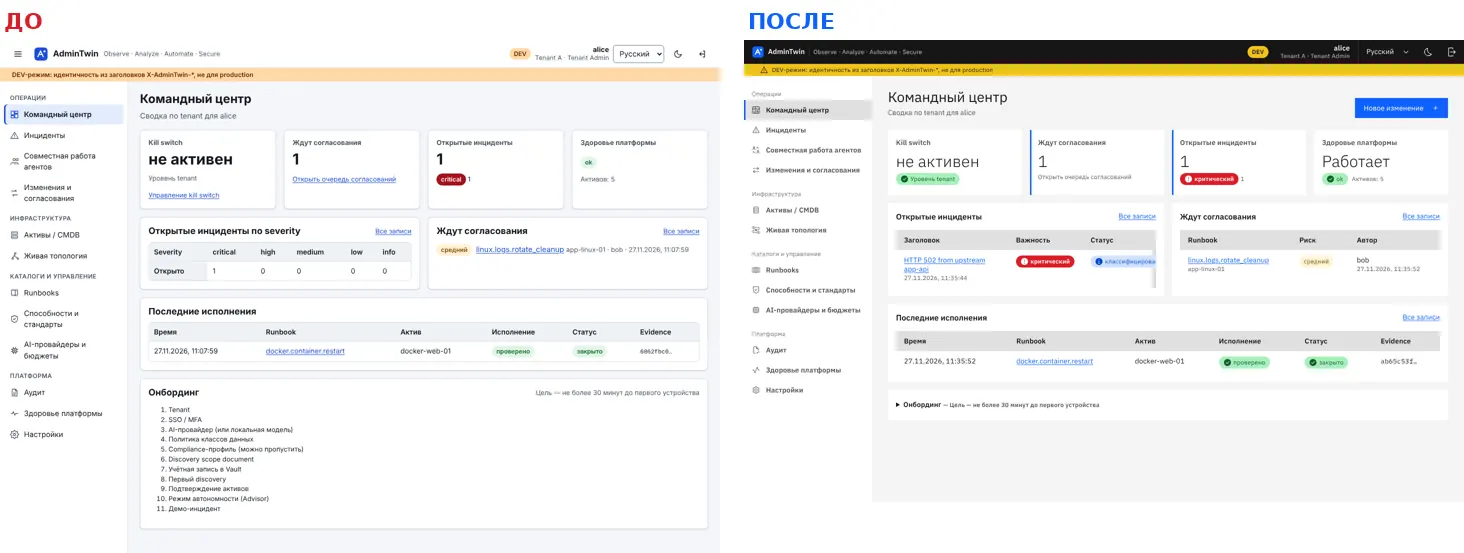 ДО
AdminTwin
Observe · Analyze · Automate · Secure
DEV
alice
Tenant A · Tenant Admin
Русский
DEV-режим: идентичность из заголовков X-AdminTwin-*, не для production
ОПЕРАЦИИ
Командный центр
Инциденты
Совместная работа
агентов
Изменения и
согласования
ИНФРАСТРУКТУРА
Активы / CMDB
Живая топология
КАТАЛОГИ И УПРАВЛЕНИЕ
Runbooks
Способности и
стандарты
AI-провайдеры и
бюджеты
ПЛАТФОРМА
Аудит
Здоровье платформы
Настройки
Командный центр
Сводка по tenant для alice
Kill switch
не активен
Уровень tenant
Управление kill switch
Ждут согласования
1
Открыть очередь согласований
Открытые инциденты
1
critical 1
Здоровье платформы
ok
Активов: 5
Открытые инциденты по severity
Все записи
Severity critical high medium low info
Открыто 1 0 0 0 0
Ждут согласования
Все записи
средний linux.logs.rotate_cleanup app-linux-01 · bob · 27.11.2026, 11:07:59
Последние исполнения
Время Runbook Актив Исполнение Статус Evidence
27.11.2026, 11:07:59 docker.container.restart docker-web-01 проверено закрыто 6862fbc0…
Онбординг
Цель — не более 30 минут до первого устройства
1. Tenant
2. SSO / MFA
3. AI-провайдер (или локальная модель)
4. Политика классов данных
5. Compliance-профиль (можно пропустить)
6. Discovery scope document
7. Учётная запись в Vault
8. Первый discovery
9. Подтверждение активов
10. Режим автономности (Advisor)
11. Демо-инцидент
ПОСЛЕ
AdminTwin
Observe · Analyze · Automate · Secure
DEV
alice
Tenant A · Tenant Admin
Русский
DEV-режим: идентичность из заголовков X-AdminTwin-*, не для production
Операции
Командный центр
Инциденты
Совместная работа агентов
Изменения и согласования
Инфраструктура
Активы / CMDB
Живая топология
Каталоги и управление
Runbooks
Способности и стандарты
AI-провайдеры и бюджеты
Платформа
Аудит
Здоровье платформы
Настройки
Командный центр
Сводка по tenant для alice
Новое изменение +
Kill switch
не активен
Уровень tenant
Ждут согласования
1
Открыть очередь согласований
Открытые инциденты
1
критический 1
Здоровье платформы
Работает
ok Активов: 5
Открытые инциденты
Все записи
Заголовок Важность Статус
HTTP 502 from upstream
app-api
27.11.2026, 11:35:44
критический
классифицирова
Ждут согласования
Все записи
Runbook Риск Автор
linux.logs.rotate_cleanup
app-linux-01
средний
bob
27.11.2026, 11:35:52
Последние исполнения
Все записи
Время Runbook Актив Исполнение Статус Evidence
27.11.2026, 11:35:52 docker.container.restart docker-web-01 проверено закрыто ab65c53f…
Онбординг — Цель — не более 30 минут до первого устройства